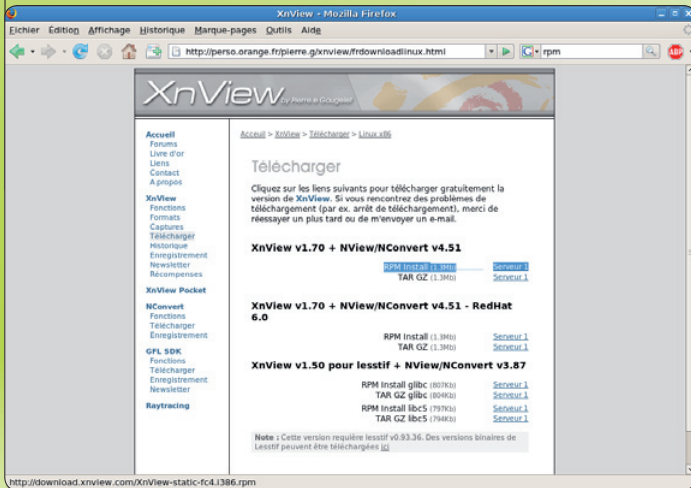 XnView - Mozilla Firefox
Fichier Édition Affichage Historique Marque-pages Outils Aide
http://perso.orange.fr/pierre.g/xnview/frdownloadlinux.html
rpm
ABP
XnView by Pierre.e Gougelet
Accueil
Forums
Livre d'or
Liens
Contact
A propos
XnView
Fonctions
Formats
Captures
Télécharger
Historique
Enregistrement
Newsletter
Récompenses
XnView Pocket
NConvert
Fonctions
Télécharger
Enregistrement
GFL SDK
Fonctions
Télécharger
Enregistrement
Newsletter
Raytracing
Acceuil > XnView > Télécharger > Linux x86
Télécharger
Cliquez sur les liens suivants pour télécharger gratuitement la
version de XnView. Si vous rencontrez des problèmes de
téléchargement (par ex. arrêt de téléchargement), merci de
réessayer un plus tard ou de m'envoyer un e-mail.
XnView v1.70 + NView/NConvert v4.51
RPM Install (1.3Mb) Serveur 1
TAR GZ (1.3Mb) Serveur 1
XnView v1.70 + NView/NConvert v4.51 - RedHat
6.0
RPM Install (1.3Mb) Serveur 1
TAR GZ (1.3Mb) Serveur 1
XnView v1.50 pour lesstif + NView/NConvert v3.87
RPM Install glibc (807Kb) Serveur 1
TAR GZ glibc (804Kb) Serveur 1
RPM Install libc5 (797Kb) Serveur 1
TAR GZ libc5 (794Kb) Serveur 1
Note : Cette version requière lesstif v0.93.36. Des versions binaires de
Lesstif peuvent être téléchargées ici
http://download.xnview.com/XnView-static-fc4.i386.rpm